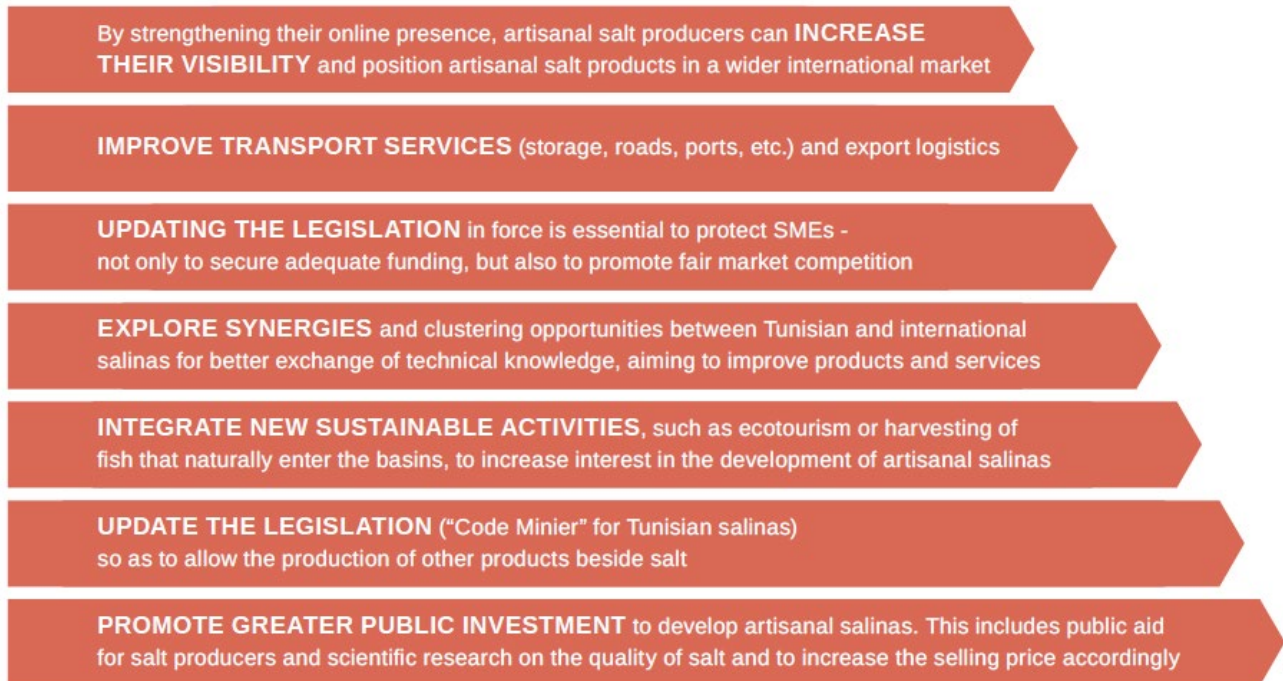 By strengthening their online presence, artisanal salt producers can INCREASE
THEIR VISIBILITY and position artisanal salt products in a wider international market
IMPROVE TRANSPORT SERVICES (storage, roads, ports, etc.) and export logistics
UPDATING THE LEGISLATION in force is essential to protect SMEs -
not only to secure adequate funding, but also to promote fair market competition
EXPLORE SYNERGIES and clustering opportunities between Tunisian and international
salinas for better exchange of technical knowledge, aiming to improve products and services
INTEGRATE NEW SUSTAINABLE ACTIVITIES, such as ecotourism or harvesting of
fish that naturally enter the basins, to increase interest in the development of artisanal salinas
UPDATE THE LEGISLATION (“Code Minier” for Tunisian salinas)
so as to allow the production of other products beside salt
PROMOTE GREATER PUBLIC INVESTMENT to develop artisanal salinas. This includes public aid
for salt producers and scientific research on the quality of salt and to increase the selling price accordingly